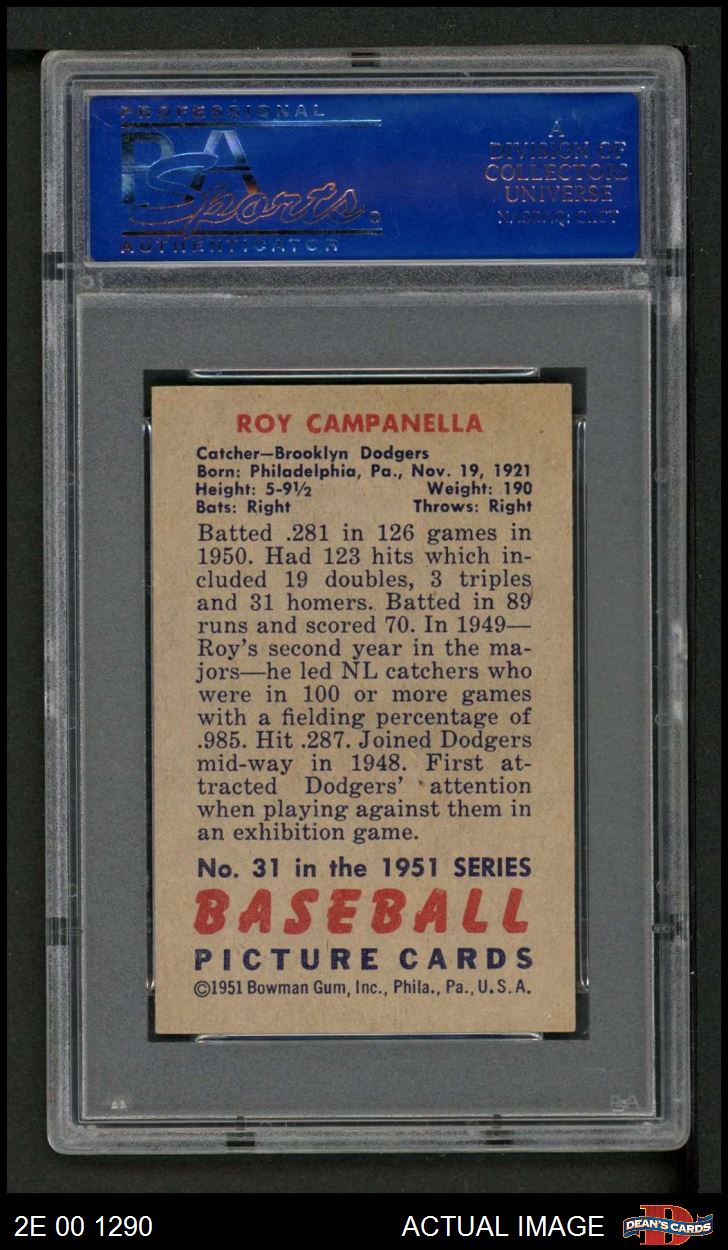 PROFESSIONAL
PSA
Sports
AUTHENTICATOR
A
DIVISION OF
COLLECTORS
UNIVERSE
NASDAQ: CLCT
ROY CAMPANELLA
Catcher—Brooklyn Dodgers
Born: Philadelphia, Pa., Nov. 19, 1921
Height: 5-9½ Weight: 190
Bats: Right Throws: Right
Batted .281 in 126 games in
1950. Had 123 hits which in-
cluded 19 doubles, 3 triples
and 31 homers. Batted in 89
runs and scored 70. In 1949—
Roy's second year in the ma-
jors—he led NL catchers who
were in 100 or more games
with a fielding percentage of
.985. Hit .287. Joined Dodgers
mid-way in 1948. First at-
tracted Dodgers' attention
when playing against them in
an exhibition game.
No. 31 in the 1951 SERIES
BASEBALL
PICTURE CARDS
©1951 Bowman Gum, Inc., Phila., Pa., U.S.A.
PSA
2E 00 1290 ACTUAL IMAGE
DEAN'S CARDS